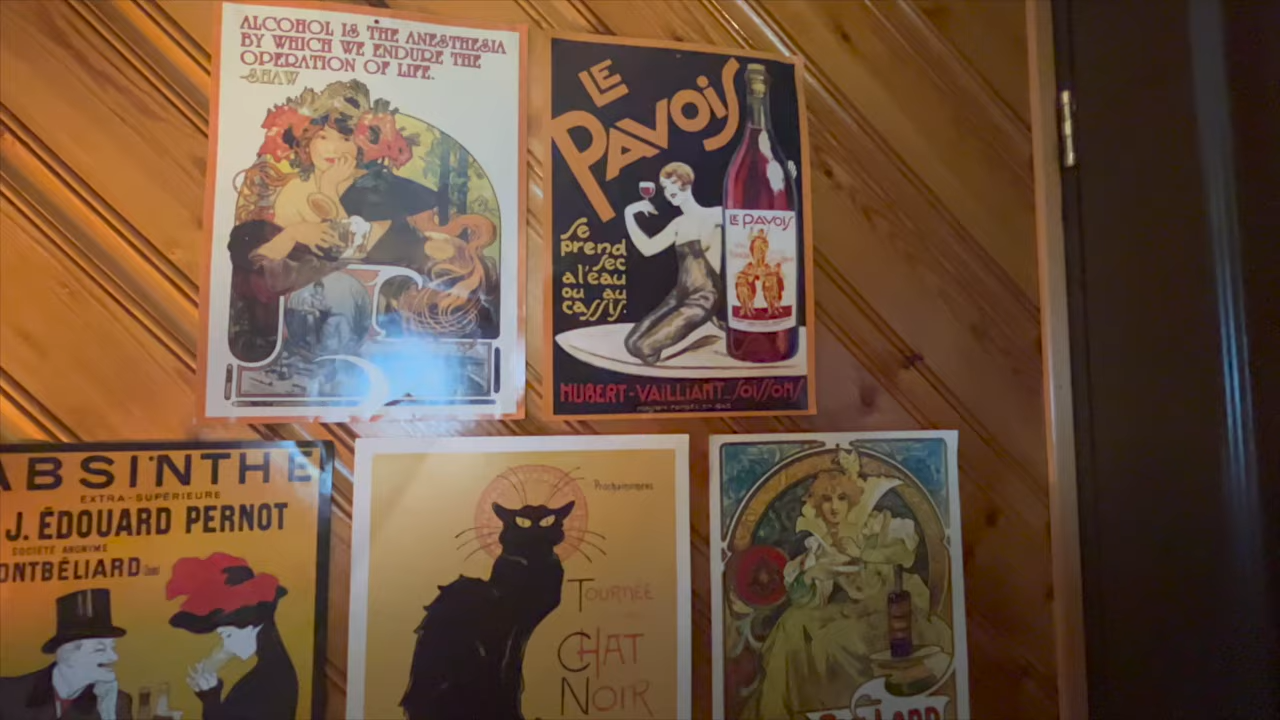 ALCOHOL IS THE ANESTHESIA
BY WHICH WE ENDURE THE
OPERATION OF LIFE.
-SHAW
LE
PAVOIS
Se
prend
sec
a l'eau
ou au
cassis.
LE PAVOIS
HUBERT-VAILLIANT_SOISSONS
ABSINTHE
EXTRA-SUPÉRIEURE
J. ÉDOUARD PERNOT
SOCIÉTÉ ANONYME
ONTBÉLIARD
Prochainement
TOURNÉE
CHAT
NOIR